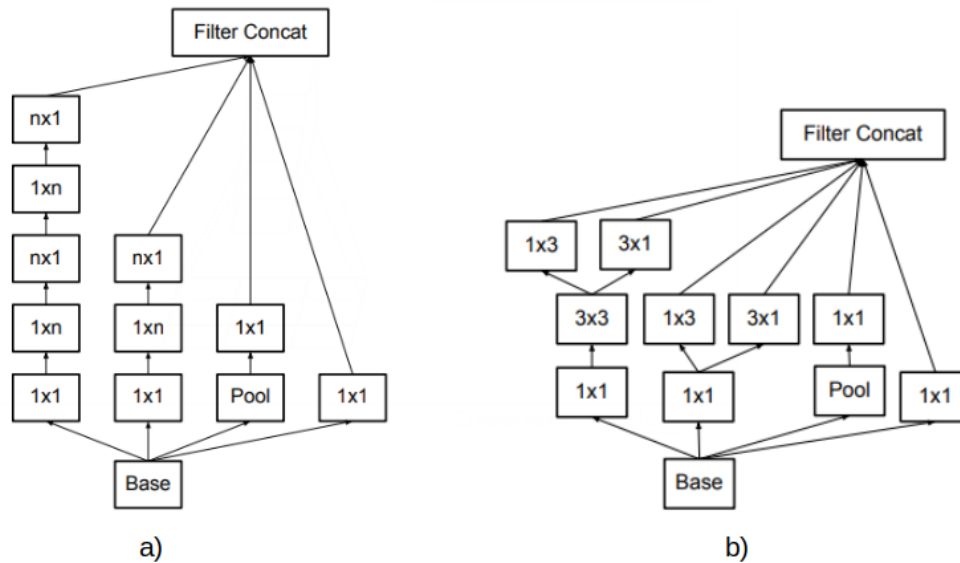 Filter Concat
nx1
1xn
nx1
nx1
1xn
1xn
1x1
1x1
1x1
Pool
1x1
Base
a)
Filter Concat
1x3
3x1
3x3
1x3
3x1
1x1
1x1
1x1
Pool
1x1
Base
b)